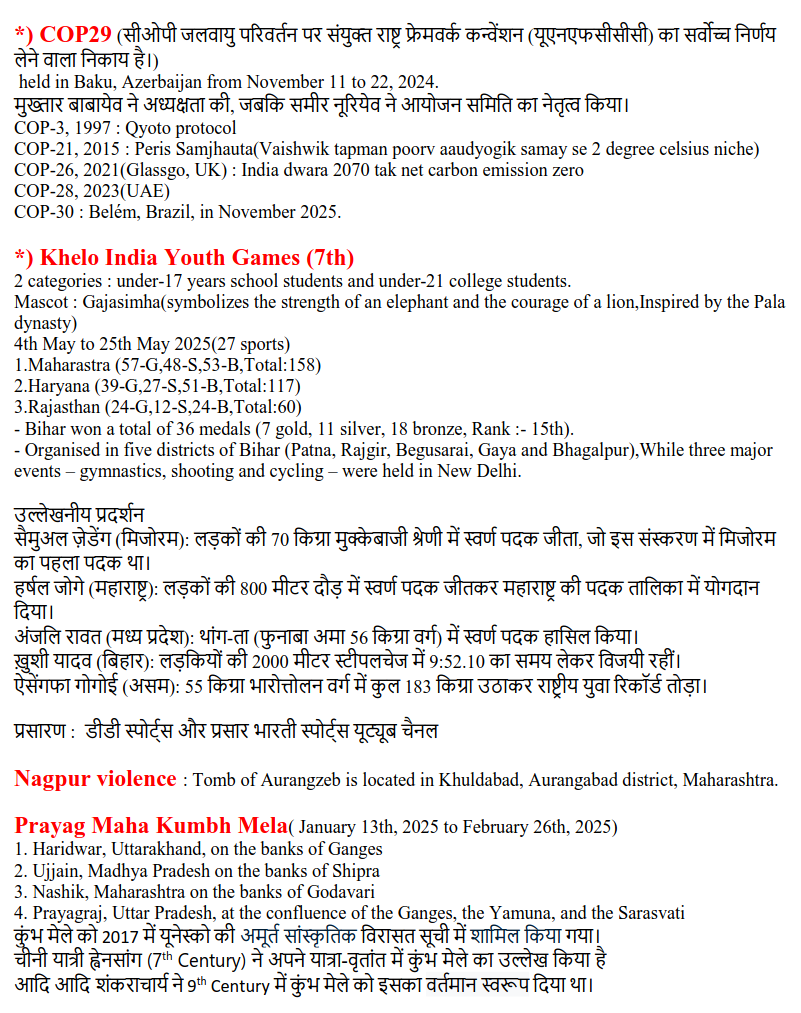 *) COP29 (सीओपी जलवायु परिवर्तन पर संयुक्त राष्ट्र फ्रेमवर्क कन्वेंशन (यूएनएफसीसीसी) का सर्वोच्च निर्णय
लेने वाला निकाय है।)
held in Baku, Azerbaijan from November 11 to 22, 2024.
मुख्तार बाबायेव ने अध्यक्षता की, जबकि समीर नूरियेव ने आयोजन समिति का नेतृत्व किया।
COP-3, 1997 : Qyoto protocol
COP-21, 2015 : Peris Samjhauta(Vaishwik tapman poorv aaudyogik samay se 2 degree celsius niche)
COP-26, 2021(Glassgo, UK) : India dwara 2070 tak net carbon emission zero
COP-28, 2023(UAE)
COP-30 : Belém, Brazil, in November 2025.
*) Khelo India Youth Games (7th)
2 categories : under-17 years school students and under-21 college students.
Mascot : Gajasimha(symbolizes the strength of an elephant and the courage of a lion,Inspired by the Pala
dynasty)
4th May to 25th May 2025(27 sports)
1.Maharastra (57-G,48-S,53-B,Total:158)
2.Haryana (39-G,27-S,51-B,Total:117)
3.Rajasthan (24-G,12-S,24-B,Total:60)
- Bihar won a total of 36 medals (7 gold, 11 silver, 18 bronze, Rank :- 15th).
- Organised in five districts of Bihar (Patna, Rajgir, Begusarai, Gaya and Bhagalpur),While three major
events – gymnastics, shooting and cycling – were held in New Delhi.
उल्लेखनीय प्रदर्शन
सैमुअल ज़ेडेंग (मिजोरम): लड़कों की 70 किग्रा मुक्केबाजी श्रेणी में स्वर्ण पदक जीता, जो इस संस्करण में मिजोरम
का पहला पदक था।
हर्षल जोगे (महाराष्ट्र): लड़कों की 800 मीटर दौड़ में स्वर्ण पदक जीतकर महाराष्ट्र की पदक तालिका में योगदान
दिया।
अंजलि रावत (मध्य प्रदेश): थांग-ता (फुनाबा अमा 56 किग्रा वर्ग) में स्वर्ण पदक हासिल किया।
ख़ुशी यादव (बिहार): लड़कियों की 2000 मीटर स्टीपलचेज में 9:52.10 का समय लेकर विजयी रहीं।
ऐसेंगफा गोगोई (असम): 55 किग्रा भारोत्तोलन वर्ग में कुल 183 किग्रा उठाकर राष्ट्रीय युवा रिकॉर्ड तोड़ा।
प्रसारण : डीडी स्पोर्ट्स और प्रसार भारती स्पोर्ट्स यूट्यूब चैनल
Nagpur violence : Tomb of Aurangzeb is located in Khuldabad, Aurangabad district, Maharashtra.
Prayag Maha Kumbh Mela( January 13th, 2025 to February 26th, 2025)
1. Haridwar, Uttarakhand, on the banks of Ganges
2. Ujjain, Madhya Pradesh on the banks of Shipra
3. Nashik, Maharashtra on the banks of Godavari
4. Prayagraj, Uttar Pradesh, at the confluence of the Ganges, the Yamuna, and the Sarasvati
कुंभ मेले को 2017 में यूनेस्को की अमूर्त सांस्कृतिक विरासत सूची में शामिल किया गया।
चीनी यात्री ह्वेनसांग (7th Century) ने अपने यात्रा-वृतांत में कुंभ मेले का उल्लेख किया है
आदि आदि शंकराचार्य ने 9th Century में कुंभ मेले को इसका वर्तमान स्वरूप दिया था।